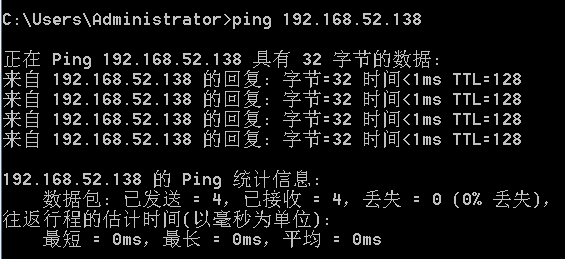 C:\Users\Administrator>ping 192.168.52.138
正在 Ping 192.168.52.138 具有 32 字节的数据:
来自 192.168.52.138 的回复: 字节=32 时间<1ms TTL=128
来自 192.168.52.138 的回复: 字节=32 时间<1ms TTL=128
来自 192.168.52.138 的回复: 字节=32 时间<1ms TTL=128
来自 192.168.52.138 的回复: 字节=32 时间<1ms TTL=128
192.168.52.138 的 Ping 统计信息:
数据包: 已发送 = 4，已接收 = 4，丢失 = 0 (0% 丢失)，
往返行程的估计时间(以毫秒为单位):
最短 = 0ms，最长 = 0ms，平均 = 0ms